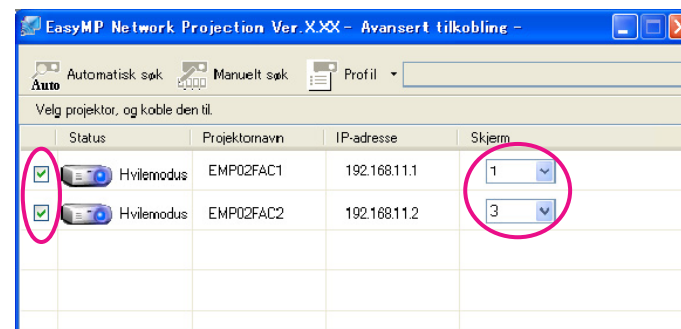 EasyMP Network Projection Ver.X.XX – Avansert tilkobling –
Auto Automatisk søk Manuelt søk Profil
Velg projektor, og koble den til.
Status Projektornavn IP-adresse Skjerm
Hvilemodus EMP02FAC1 192.168.11.1 1
Hvilemodus EMP02FAC2 192.168.11.2 3